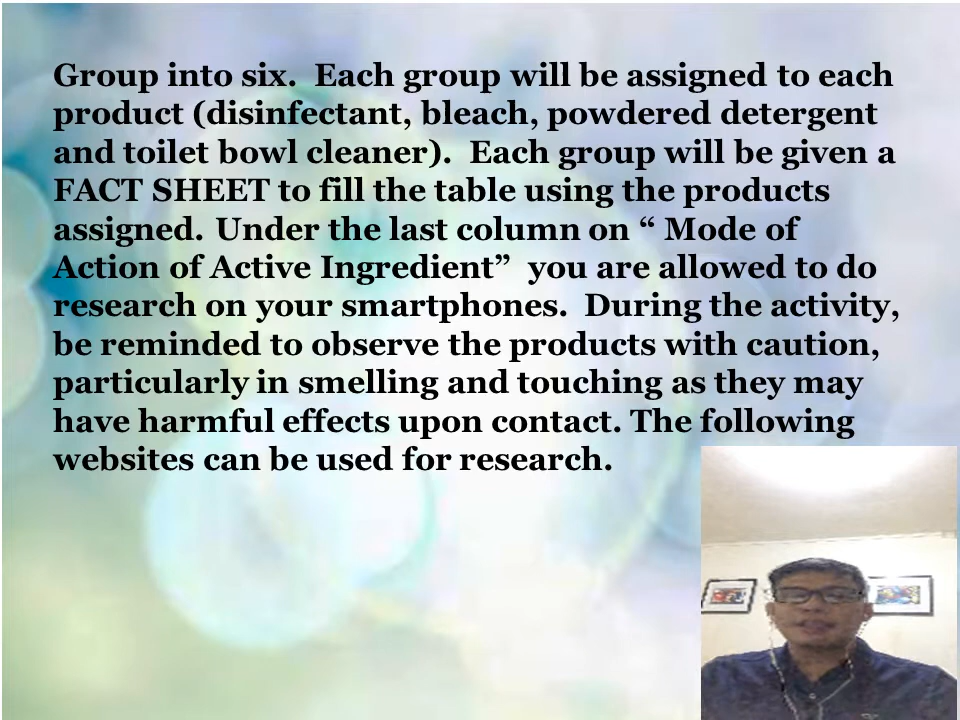 Group into six.  Each group will be assigned to each
product (disinfectant, bleach, powdered detergent
and toilet bowl cleaner).  Each group will be given a
FACT SHEET to fill the table using the products
assigned. Under the last column on “ Mode of
Action of Active Ingredient”  you are allowed to do
research on your smartphones.  During the activity,
be reminded to observe the products with caution,
particularly in smelling and touching as they may
have harmful effects upon contact. The following
websites can be used for research.